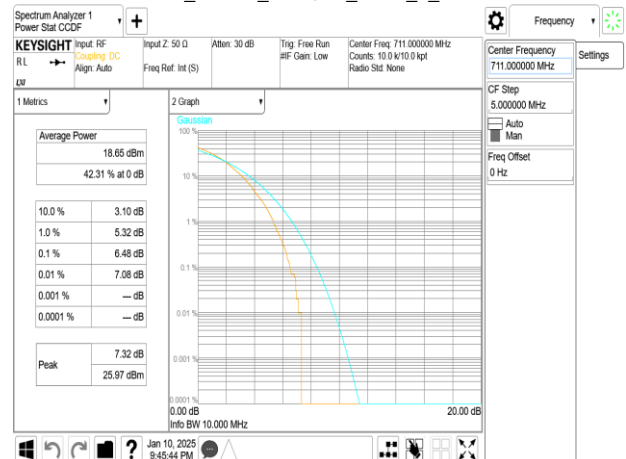 Spectrum Analyzer 1
Power Stat CCDF
Frequency
KEYSIGHT
Input: RF
Input Z: 50 Ω
Atten: 30 dB
Trig: Free Run
Center Freq: 711.000000 MHz
RL
Coupling: DC
#IF Gain: Low
Counts: 10.0 k/10.0 kpt
Align: Auto
Freq Ref: Int (S)
Radio Std: None
LXI
Center Frequency
711.000000 MHz
Settings
CF Step
5.000000 MHz
Auto
Man
Freq Offset
0 Hz
1 Metrics
2 Graph
Average Power
18.65 dBm
42.31 % at 0 dB
10.0 % 3.10 dB
1.0 % 5.32 dB
0.1 % 6.48 dB
0.01 % 7.08 dB
0.001 % --- dB
0.0001 % --- dB
Peak
7.32 dB
25.97 dBm
Gaussian
100 %
10 %
1 %
0.1 %
0.01 %
0.001 %
0.0001 %
0.00 dB
20.00 dB
Info BW 10.000 MHz
?
Jan 10, 2025
9:45:44 PM